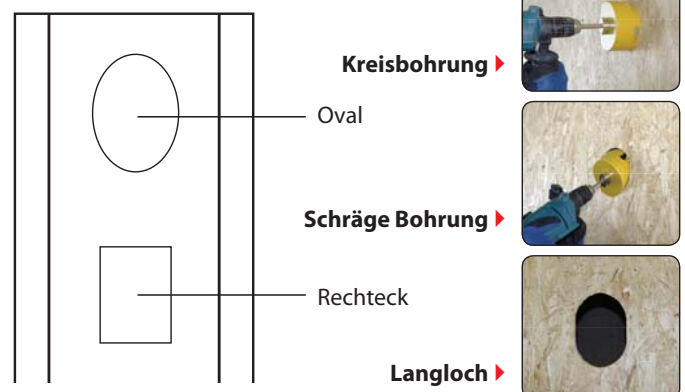 Kreisbohrung
Oval
Schräge Bohrung
Rechteck
Langloch